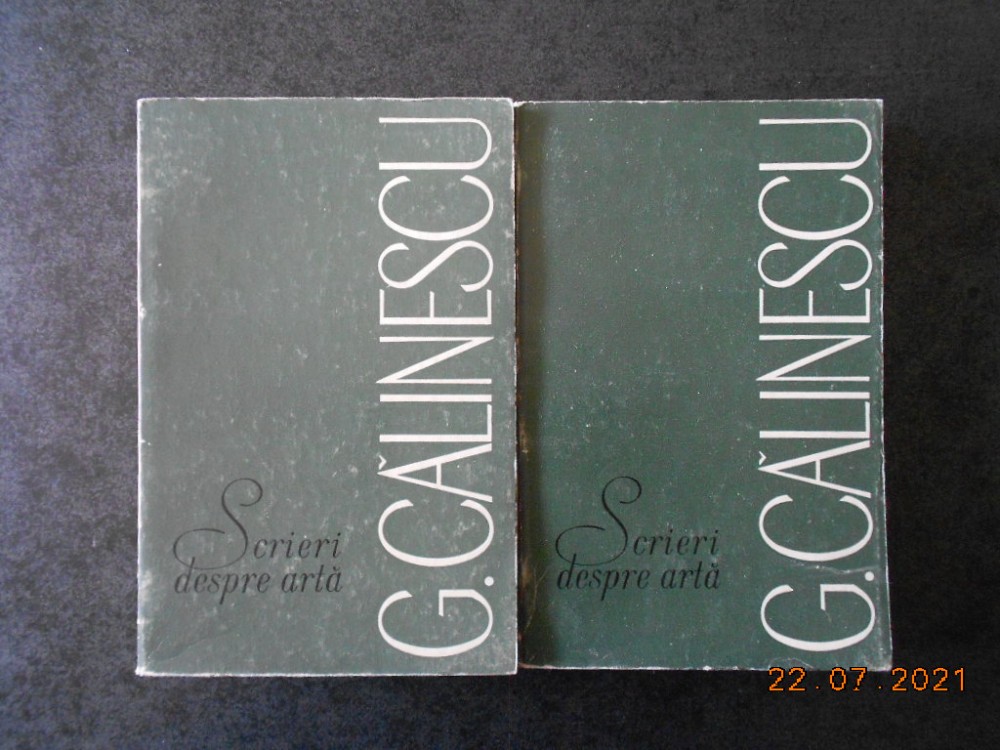 G. CĂLINESCU
Scrieri
despre artă
G. CĂLINESCU
Scrieri
despre artă
22.07.2021